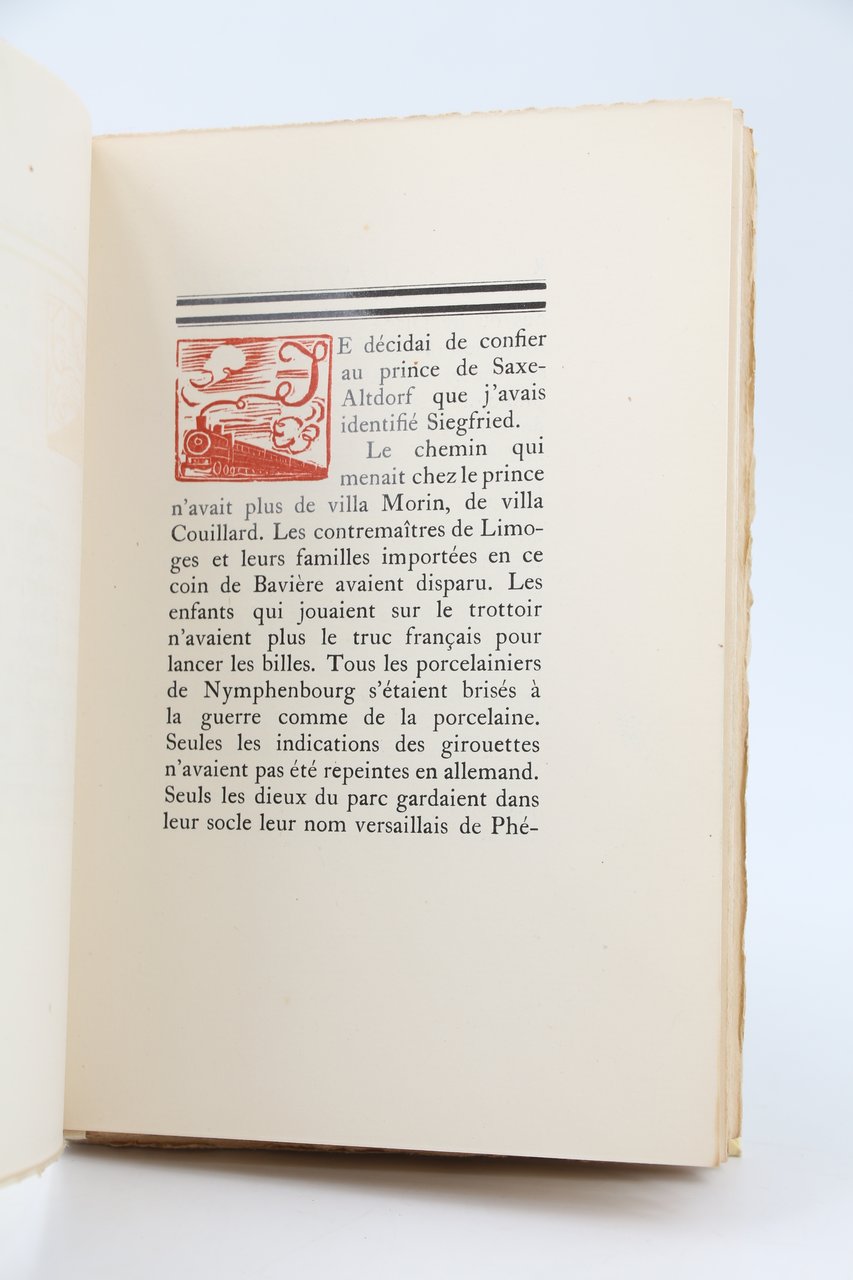 JE décidai de confier
au prince de Saxe-
Altdorf que j'avais
identifié Siegfried.
Le chemin qui
menait chez le prince
n'avait plus de villa Morin, de villa
Couillard. Les contremaîtres de Limo-
ges et leurs familles importées en ce
coin de Bavière avaient disparu. Les
enfants qui jouaient sur le trottoir
n'avaient plus le truc français pour
lancer les billes. Tous les porcelainiers
de Nymphenbourg s'étaient brisés à
la guerre comme de la porcelaine.
Seules les indications des girouettes
n'avaient pas été repeintes en allemand.
Seuls les dieux du parc gardaient dans
leur socle leur nom versaillais de Phé-